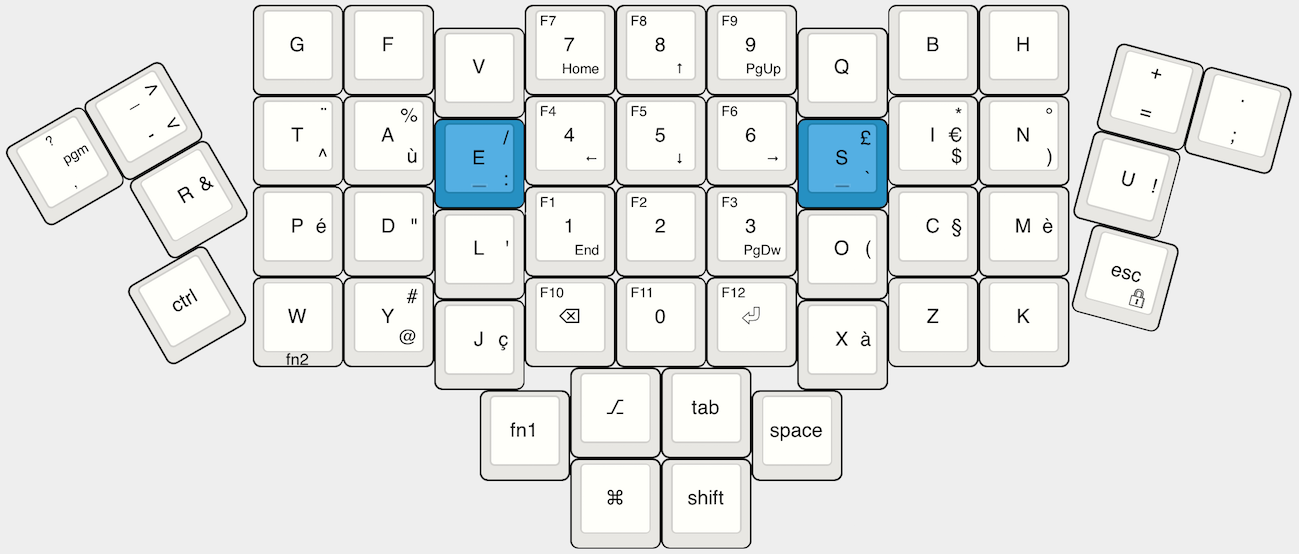 ? pgm ,
_ > - <
R &
ctrl
G
F
V
F7 7 Home
F8 8 ↑
F9 9 PgUp
Q
B
H
T ¨ ^
A % ù
E / _ :
F4 4 ←
F5 5 ↓
F6 6 →
S £ _ `
I * € $
N ° )
P é
D "
L '
F1 1 End
F2 2
F3 3 PgDw
O (
C §
M è
W fn2
Y # @
J ç
F10 ⌫
F11 0
F12 ⏎
X à
Z
K
+ =
. ;
U !
esc
fn1
⌥
tab
space
⌘
shift